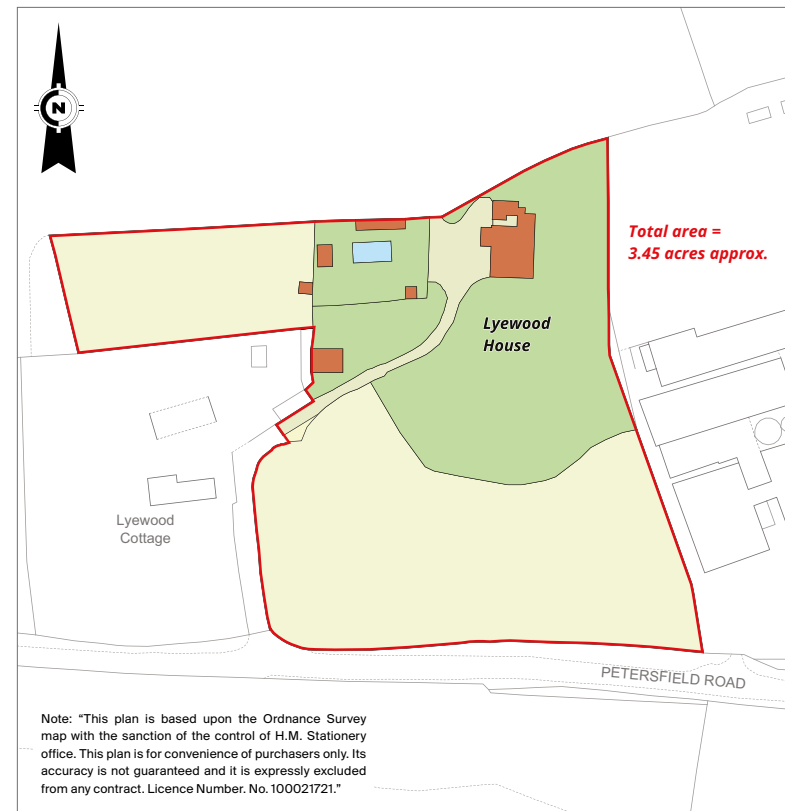 N
Total area =
3.45 acres approx.
Lyewood
House
Lyewood
Cottage
PETERSFIELD ROAD
Note: “This plan is based upon the Ordnance Survey
map with the sanction of the control of H.M. Stationery
office. This plan is for convenience of purchasers only. Its
accuracy is not guaranteed and it is expressly excluded
from any contract. Licence Number. No. 100021721.”